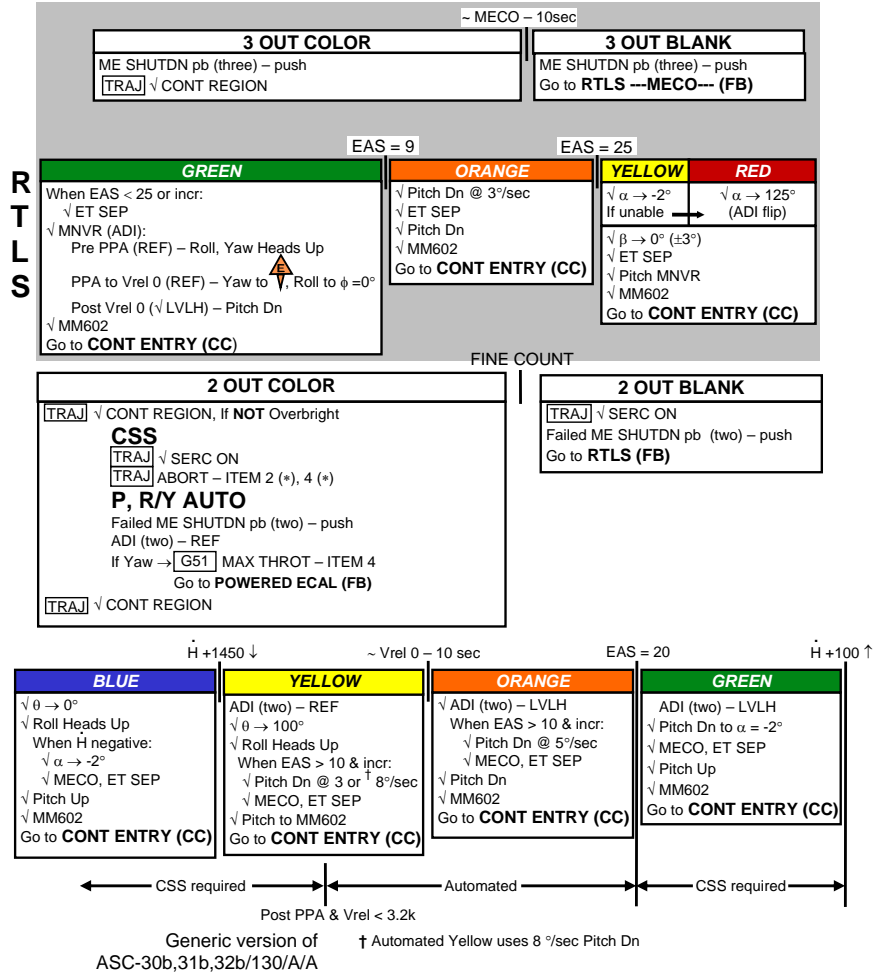 ~ MECO – 10sec
3 OUT COLOR
ME SHUTDN pb (three) – push
TRAJ √ CONT REGION
3 OUT BLANK
ME SHUTDN pb (three) – push
Go to RTLS ---MECO--- (FB)
RTLS
EAS = 9
EAS = 25
GREEN
When EAS < 25 or incr:
√ ET SEP
√ MNVR (ADI):
Pre PPA (REF) – Roll, Yaw Heads Up
E
PPA to Vrel 0 (REF) – Yaw to , Roll to ϕ =0°
Post Vrel 0 (√ LVLH) – Pitch Dn
√ MM602
Go to CONT ENTRY (CC)
ORANGE
√ Pitch Dn @ 3°/sec
√ ET SEP
√ Pitch Dn
√ MM602
Go to CONT ENTRY (CC)
YELLOW
√ α → -2°
If unable
RED
√ α → 125°
(ADI flip)
√ β → 0° (±3°)
√ ET SEP
√ Pitch MNVR
√ MM602
Go to CONT ENTRY (CC)
FINE COUNT
2 OUT COLOR
TRAJ √ CONT REGION, If NOT Overbright
CSS
TRAJ √ SERC ON
TRAJ ABORT – ITEM 2 (∗), 4 (∗)
P, R/Y AUTO
Failed ME SHUTDN pb (two) – push
ADI (two) – REF
If Yaw → G51 MAX THROT – ITEM 4
Go to POWERED ECAL (FB)
TRAJ √ CONT REGION
2 OUT BLANK
TRAJ √ SERC ON
Failed ME SHUTDN pb (two) – push
Go to RTLS (FB)
Ḣ +1450 ↓
~ Vrel 0 – 10 sec
EAS = 20
Ḣ +100 ↑
BLUE
√ θ → 0°
√ Roll Heads Up
When Ḣ negative:
√ α → -2°
√ MECO, ET SEP
√ Pitch Up
√ MM602
Go to CONT ENTRY (CC)
YELLOW
ADI (two) – REF
√ θ → 100°
√ Roll Heads Up
When EAS > 10 & incr:
√ Pitch Dn @ 3 or † 8°/sec
√ MECO, ET SEP
√ Pitch to MM602
Go to CONT ENTRY (CC)
ORANGE
√ ADI (two) – LVLH
When EAS > 10 & incr:
√ Pitch Dn @ 5°/sec
√ MECO, ET SEP
√ Pitch Dn
√ MM602
Go to CONT ENTRY (CC)
GREEN
ADI (two) – LVLH
√ Pitch Dn to α = -2°
√ MECO, ET SEP
√ Pitch Up
√ MM602
Go to CONT ENTRY (CC)
CSS required
Automated
CSS required
Post PPA & Vrel < 3.2k
Generic version of
ASC-30b,31b,32b/130/A/A
† Automated Yellow uses 8 °/sec Pitch Dn